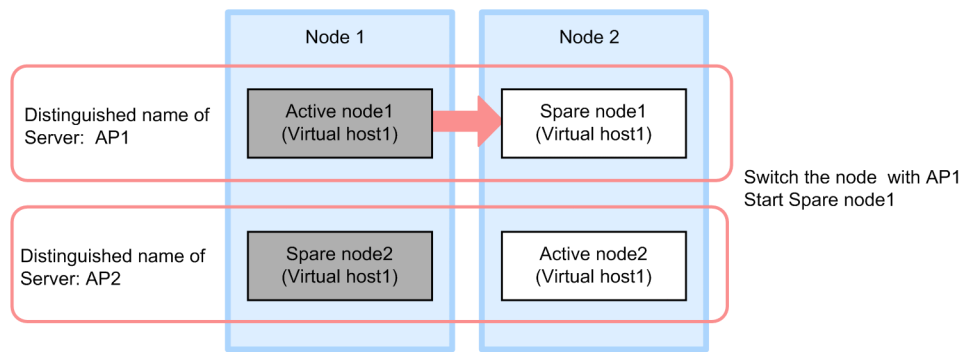 Node 1
Node 2
Distinguished name of
Server:  AP1
Active node1
(Virtual host1)
Spare node1
(Virtual host1)
Switch the node  with AP1
Start Spare node1
Distinguished name of
Server: AP2
Spare node2
(Virtual host1)
Active node2
(Virtual host1)